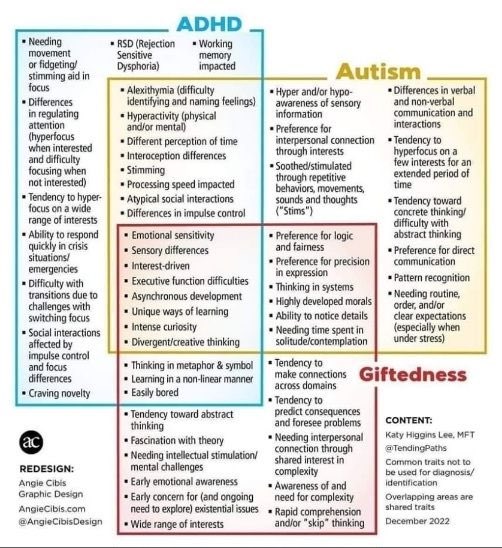 ADHD
• Needing
movement
or fidgeting/
stimming aid in
focus
• Differences
in regulating
attention
(hyperfocus
when interested
and difficulty
focusing when
not interested)
• Tendency to hyper-
focus on a wide
range of interests
• Ability to respond
quickly in crisis
situations/
emergencies
• Difficulty with
transitions due to
challenges with
switching focus
• Social interactions
affected by
impulse control
and focus
differences
• Craving novelty
• RSD (Rejection
Sensitive
Dysphoria)
• Working
memory
impacted
Autism
• Alexithymia (difficulty
identifying and naming feelings)
• Hyperactivity (physical
and/or mental)
• Different perception of time
• Interoception differences
• Stimming
• Processing speed impacted
• Atypical social interactions
• Differences in impulse control
• Hyper and/or hypo-
awareness of sensory
information
• Preference for
interpersonal connection
through interests
• Soothed/stimulated
through repetitive
behaviors, movements,
sounds and thoughts
("Stims")
• Differences in verbal
and non-verbal
communication and
interactions
• Tendency to
hyperfocus on a
few interests for an
extended period of
time
• Tendency toward
concrete thinking/
difficulty with
abstract thinking
• Preference for direct
communication
• Pattern recognition
• Needing routine,
order, and/or
clear expectations
(especially when
under stress)
• Emotional sensitivity
• Sensory differences
• Interest-driven
• Executive function difficulties
• Asynchronous development
• Unique ways of learning
• Intense curiosity
• Divergent/creative thinking
• Preference for logic
and fairness
• Preference for precision
in expression
• Thinking in systems
• Highly developed morals
• Ability to notice details
• Needing time spent in
solitude/contemplation
Giftedness
• Thinking in metaphor & symbol
• Learning in a non-linear manner
• Easily bored
• Tendency toward abstract
thinking
• Fascination with theory
• Needing intellectual stimulation/
mental challenges
• Early emotional awareness
• Early concern for (and ongoing
need to explore) existential issues
• Wide range of interests
• Tendency to
make connections
across domains
• Tendency to
predict consequences
and foresee problems
• Needing interpersonal
connection through
shared interest in
complexity
• Awareness of and
need for complexity
• Rapid comprehension
and/or "skip" thinking
ac
REDESIGN:
Angie Cibis
Graphic Design
AngieCibis.com
@AngieCibisDesign
CONTENT:
Katy Higgins Lee, MFT
@TendingPaths
Common traits not to
be used for diagnosis/
identification
Overlapping areas are
shared traits
December 2022